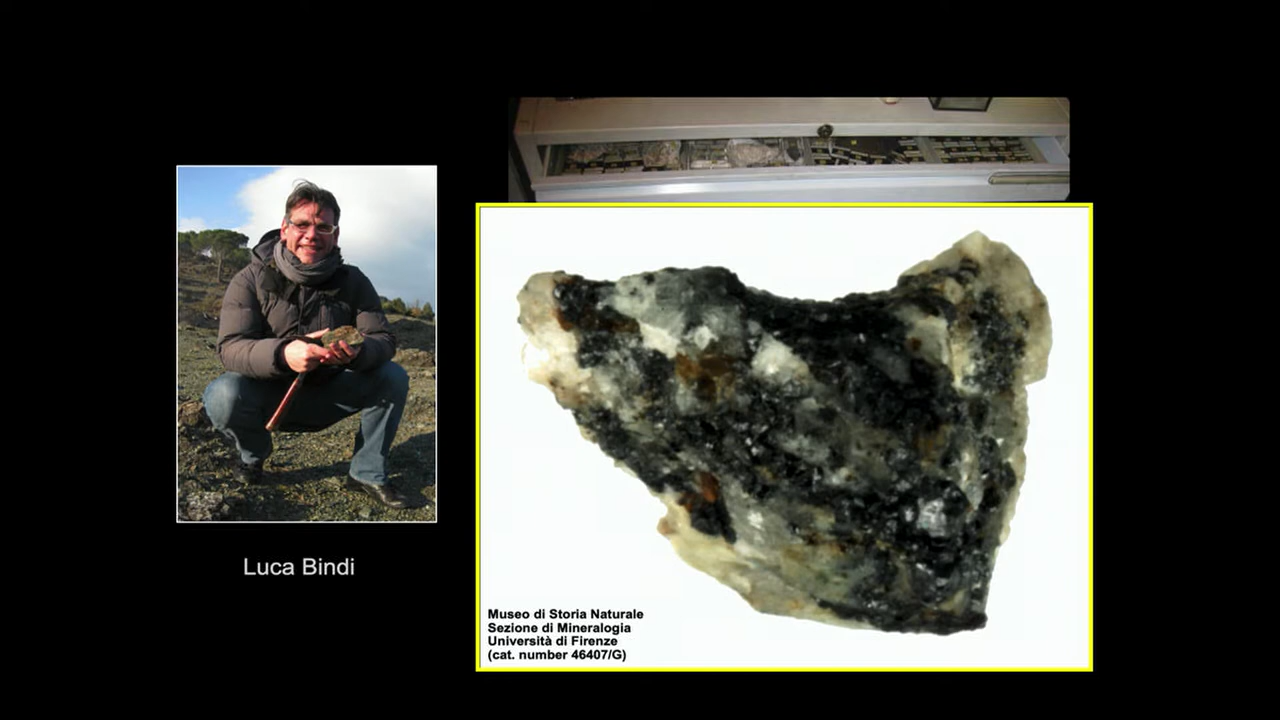 Luca Bindi
Museo di Storia Naturale
Sezione di Mineralogia
Università di Firenze
(cat. number 46407/G)